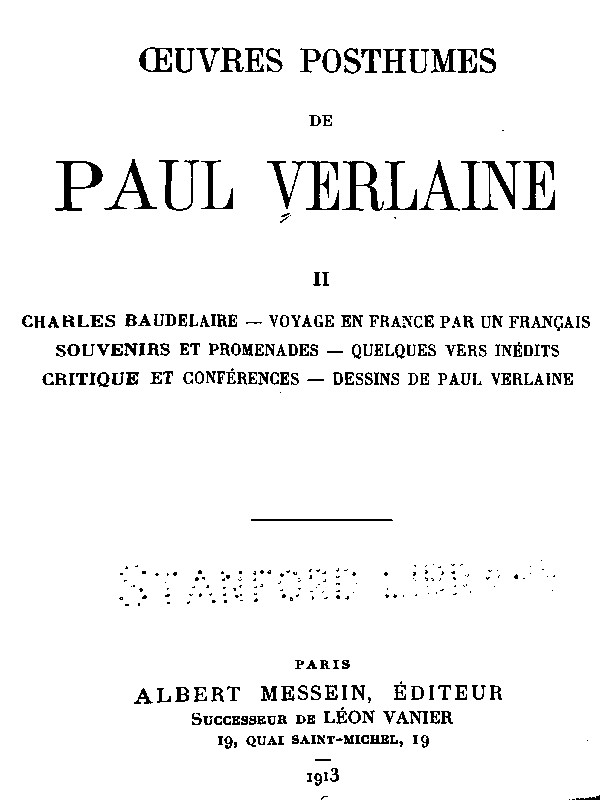 ŒUVRES POSTHUMES
DE
PAUL VERLAINE
II
CHARLES BAUDELAIRE — VOYAGE EN FRANCE PAR UN FRANÇAIS
SOUVENIRS ET PROMENADES — QUELQUES VERS INÉDITS
CRITIQUE ET CONFÉRENCES — DESSINS DE PAUL VERLAINE
STANFORD LIBRARY
PARIS
ALBERT MESSEIN, ÉDITEUR
SUCCESSEUR DE LÉON VANIER
19, QUAI SAINT-MICHEL, 19
1913